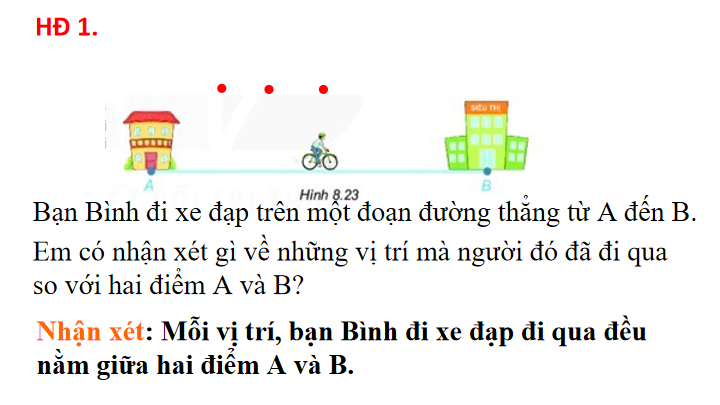 HĐ 1.
SIÊU THỊ
A
B
Hình 8.23
Bạn Bình đi xe đạp trên một đoạn đường thẳng từ A đến B.
Em có nhận xét gì về những vị trí mà người đó đã đi qua
so với hai điểm A và B?
Nhận xét: Mỗi vị trí, bạn Bình đi xe đạp đi qua đều
nằm giữa hai điểm A và B.